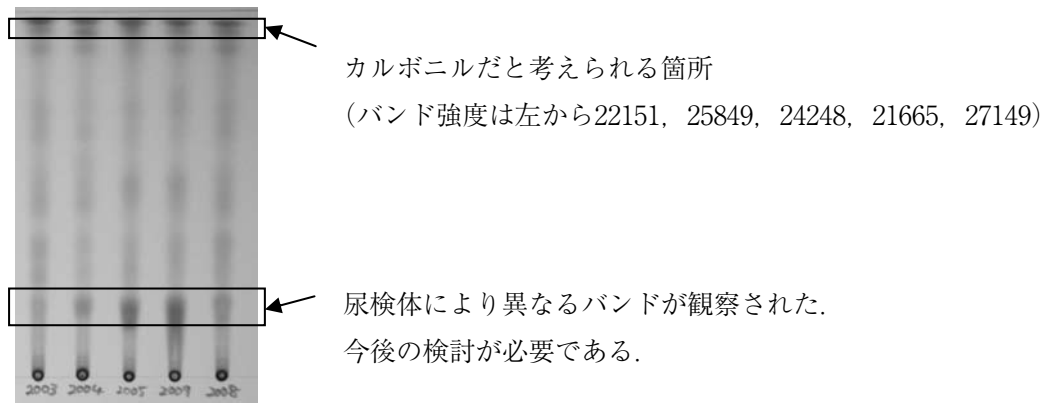 カルボニルだと考えられる箇所
（バンド強度は左から22151，25849，24248，21665，27149）
尿検体により異なるバンドが観察された．
今後の検討が必要である．
2003 2004 2005 2009 2008